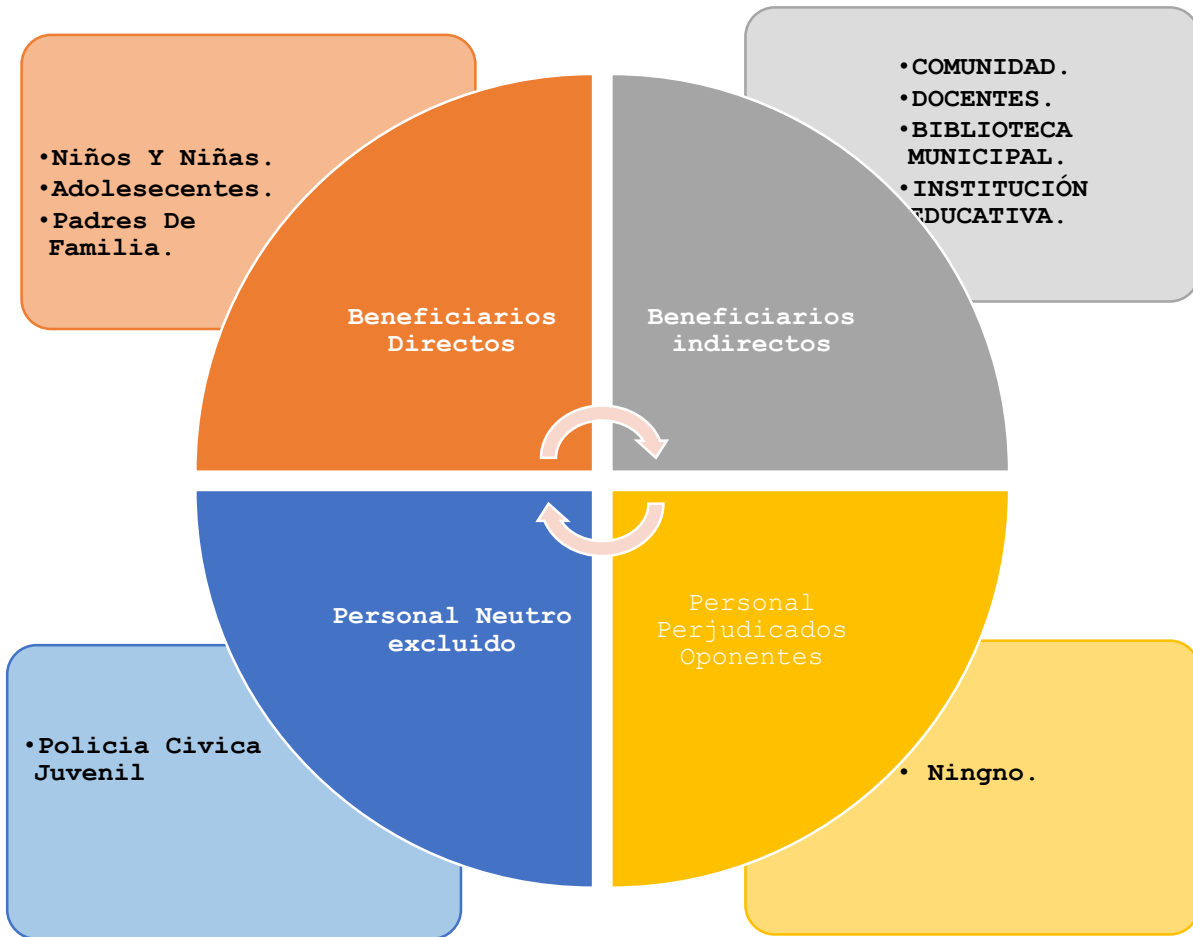 •Niños Y Niñas.
•Adolesecentes.
•Padres De
Familia.
•COMUNIDAD.
•DOCENTES.
•BIBLIOTECA
MUNICIPAL.
•INSTITUCIÓN
EDUCATIVA.
Beneficiarios
Directos
Beneficiarios
indirectos
Personal Neutro
excluido
Personal
Perjudicados
Oponentes
•Policia Civica
Juvenil
• Ningno.